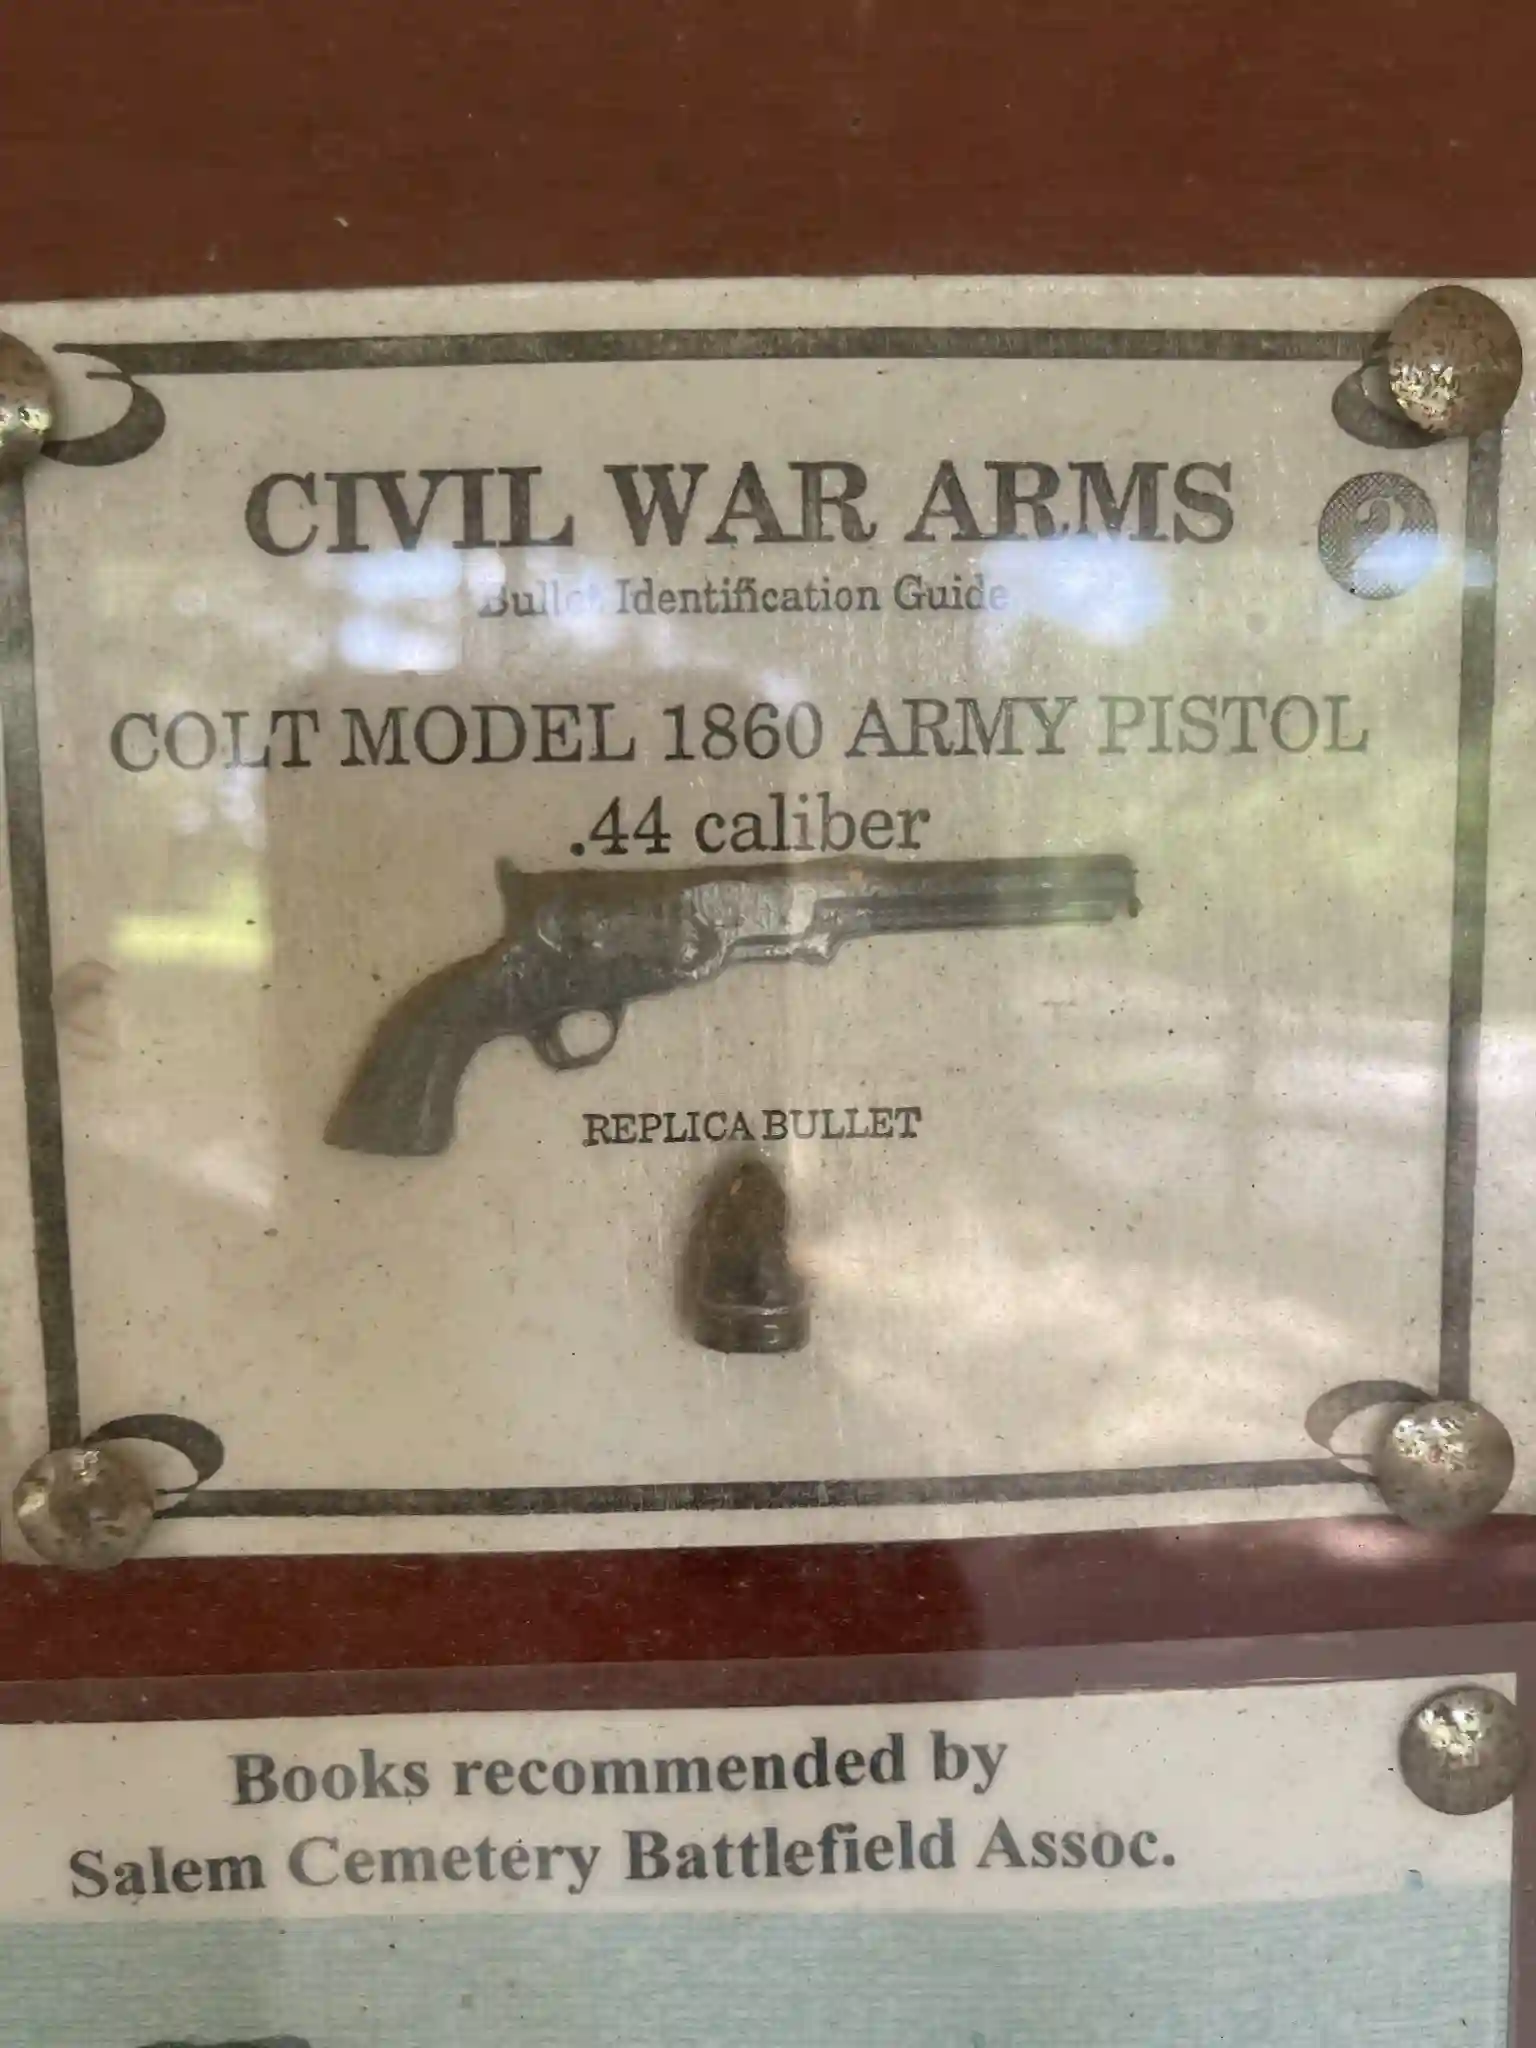 CIVIL WAR ARMS
Bullet Identification Guide
COLT MODEL 1860 ARMY PISTOL
.44 caliber
REPLICA BULLET
Books recommended by
Salem Cemetery Battlefield Assoc.